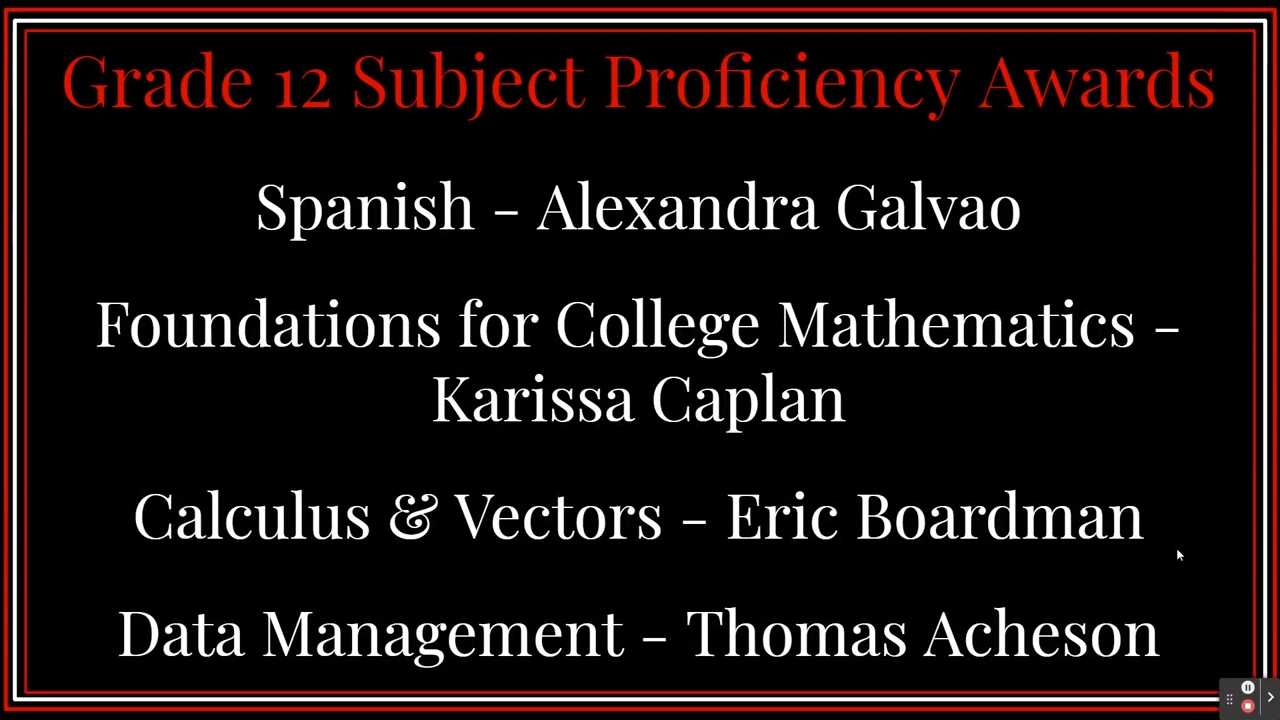 Grade 12 Subject Proficiency Awards
Spanish - Alexandra Galvao
Foundations for College Mathematics -
Karissa Caplan
Calculus & Vectors - Eric Boardman
Data Management - Thomas Acheson